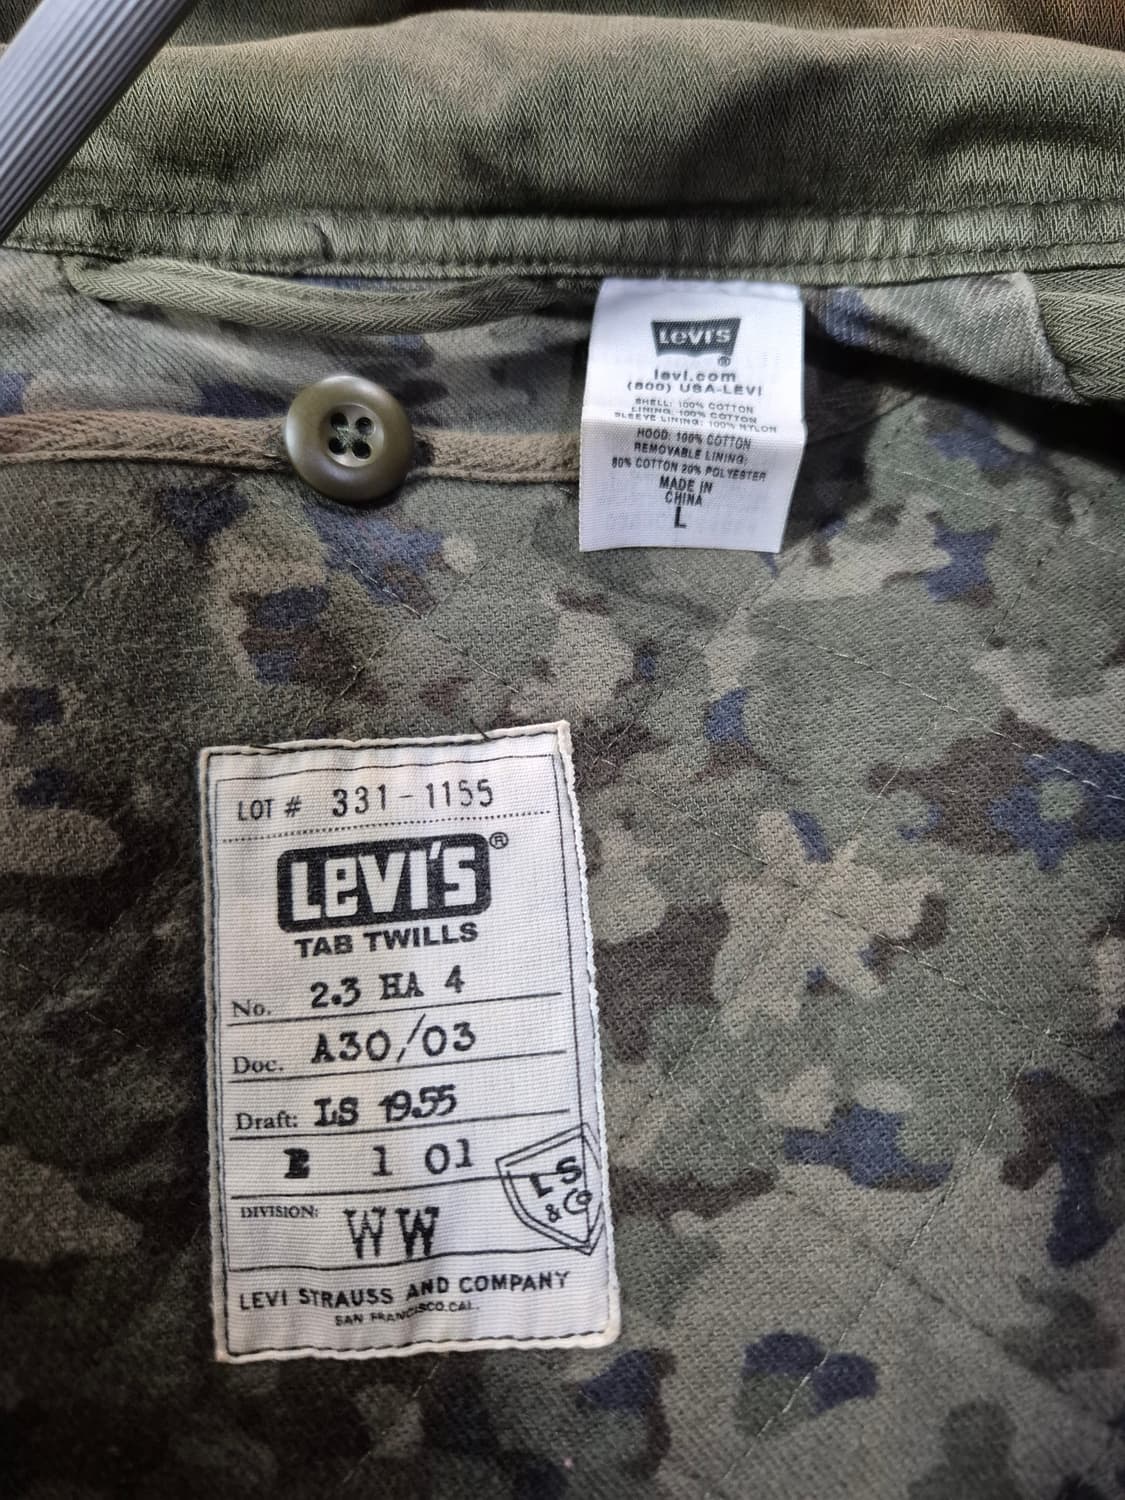 LEVI'S
®
levi.com
(800) USA-LEVI
SHELL: 100% COTTON
LINING: 100% COTTON
SLEEVE LINING: 100% NYLON
HOOD: 100% COTTON
REMOVABLE LINING:
80% COTTON 20% POLYESTER
MADE IN
CHINA
L
LOT # 331-1155
LEVI'S®
TAB TWILLS
No. 2.3 HA 4
Doc. A30/03
Draft: LS 1955
E 1 01
LS
& Co
DIVISION: WW
LEVI STRAUSS AND COMPANY
SAN FRANCISCO.CAL.